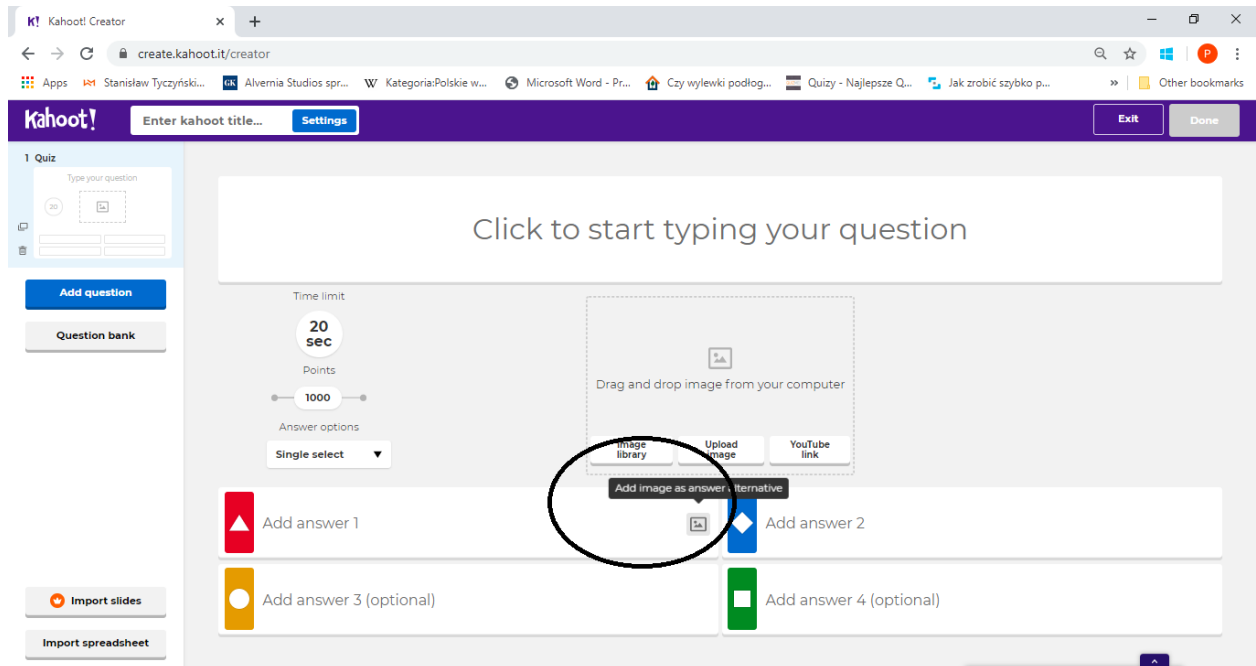 K! Kahoot! Creator
create.kahoot.it/creator
P
Apps Stanisław Tyczyński... GK Alvernia Studios spr... W Kategoria:Polskie w... Microsoft Word - Pr... Czy wylewki podłog... Quizy - Najlepsze Q... Jak zrobić szybko p... » Other bookmarks
Kahoot! Enter kahoot title... Settings Exit Done
1 Quiz
Type your question
20
Add question
Question bank
Import slides
Import spreadsheet
Click to start typing your question
Time limit
20
sec
Points
1000
Answer options
Single select
Drag and drop image from your computer
Image
library
Upload
image
YouTube
link
Add image as answer alternative
Add answer 1
Add answer 2
Add answer 3 (optional)
Add answer 4 (optional)